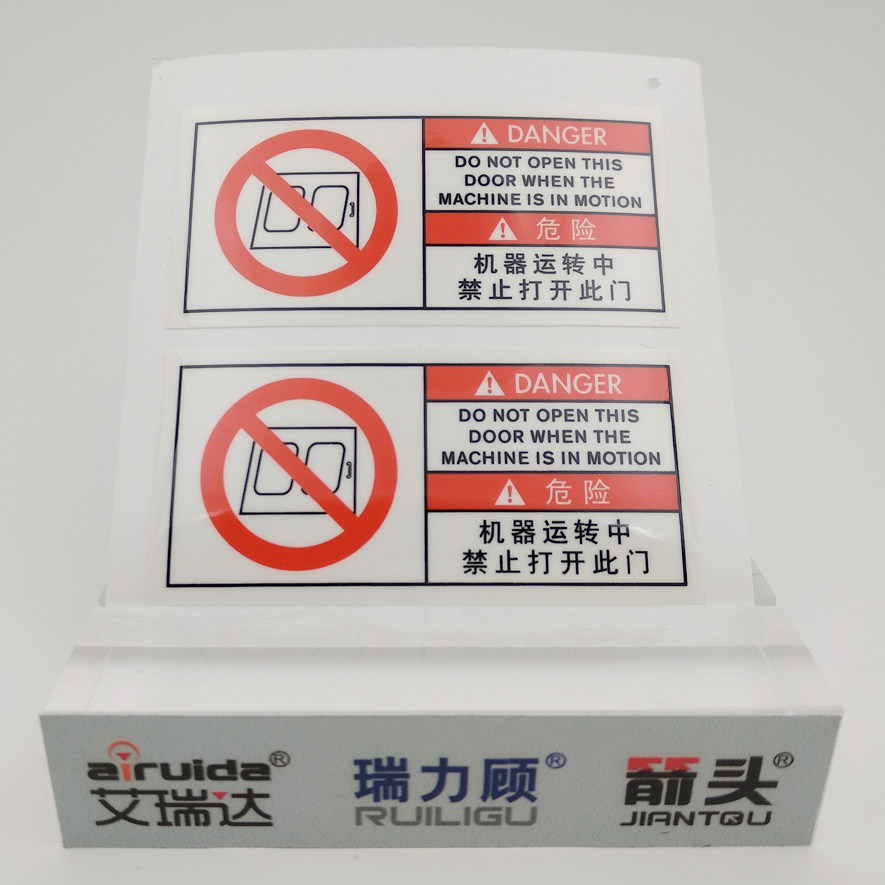 DANGER
DO NOT OPEN THIS
DOOR WHEN THE
MACHINE IS IN MOTION
危险
机器运转中
禁止打开此门
DANGER
DO NOT OPEN THIS
DOOR WHEN THE
MACHINE IS IN MOTION
危险
机器运转中
禁止打开此门
airuida®
艾瑞达
瑞力顾®
RUILIGU
箭头®
JIANTOU